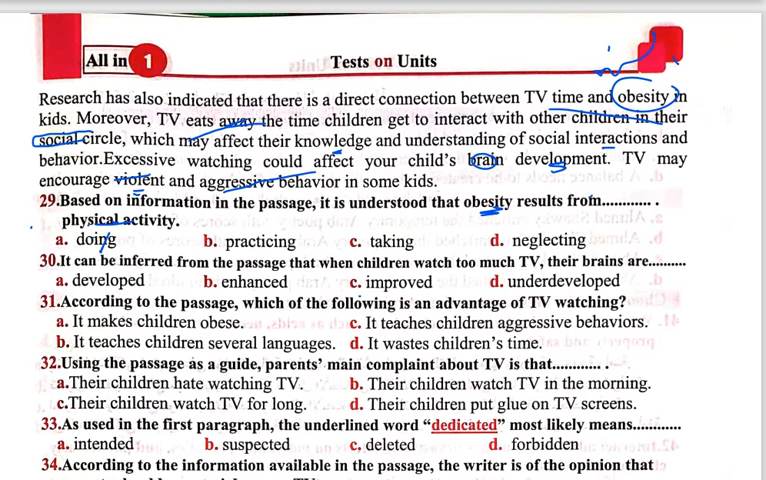 All in 1
Tests on Units
Research has also indicated that there is a direct connection between TV time and obesity in
kids. Moreover, TV eats away the time children get to interact with other children in their
social circle, which may affect their knowledge and understanding of social interactions and
behavior.Excessive watching could affect your child's brain development. TV may
encourage violent and aggressive behavior in some kids.
29.Based on information in the passage, it is understood that obesity results from............ .
physical activity.
a. doing b. practicing c. taking d. neglecting
30.It can be inferred from the passage that when children watch too much TV, their brains are..........
a. developed b. enhanced c. improved d. underdeveloped
31.According to the passage, which of the following is an advantage of TV watching?
a. It makes children obese. c. It teaches children aggressive behaviors.
b. It teaches children several languages. d. It wastes children's time.
32.Using the passage as a guide, parents' main complaint about TV is that............ .
a.Their children hate watching TV. b. Their children watch TV in the morning.
c.Their children watch TV for long. d. Their children put glue on TV screens.
33.As used in the first paragraph, the underlined word "dedicated" most likely means............
a. intended b. suspected c. deleted d. forbidden
34.According to the information available in the passage, the writer is of the opinion that